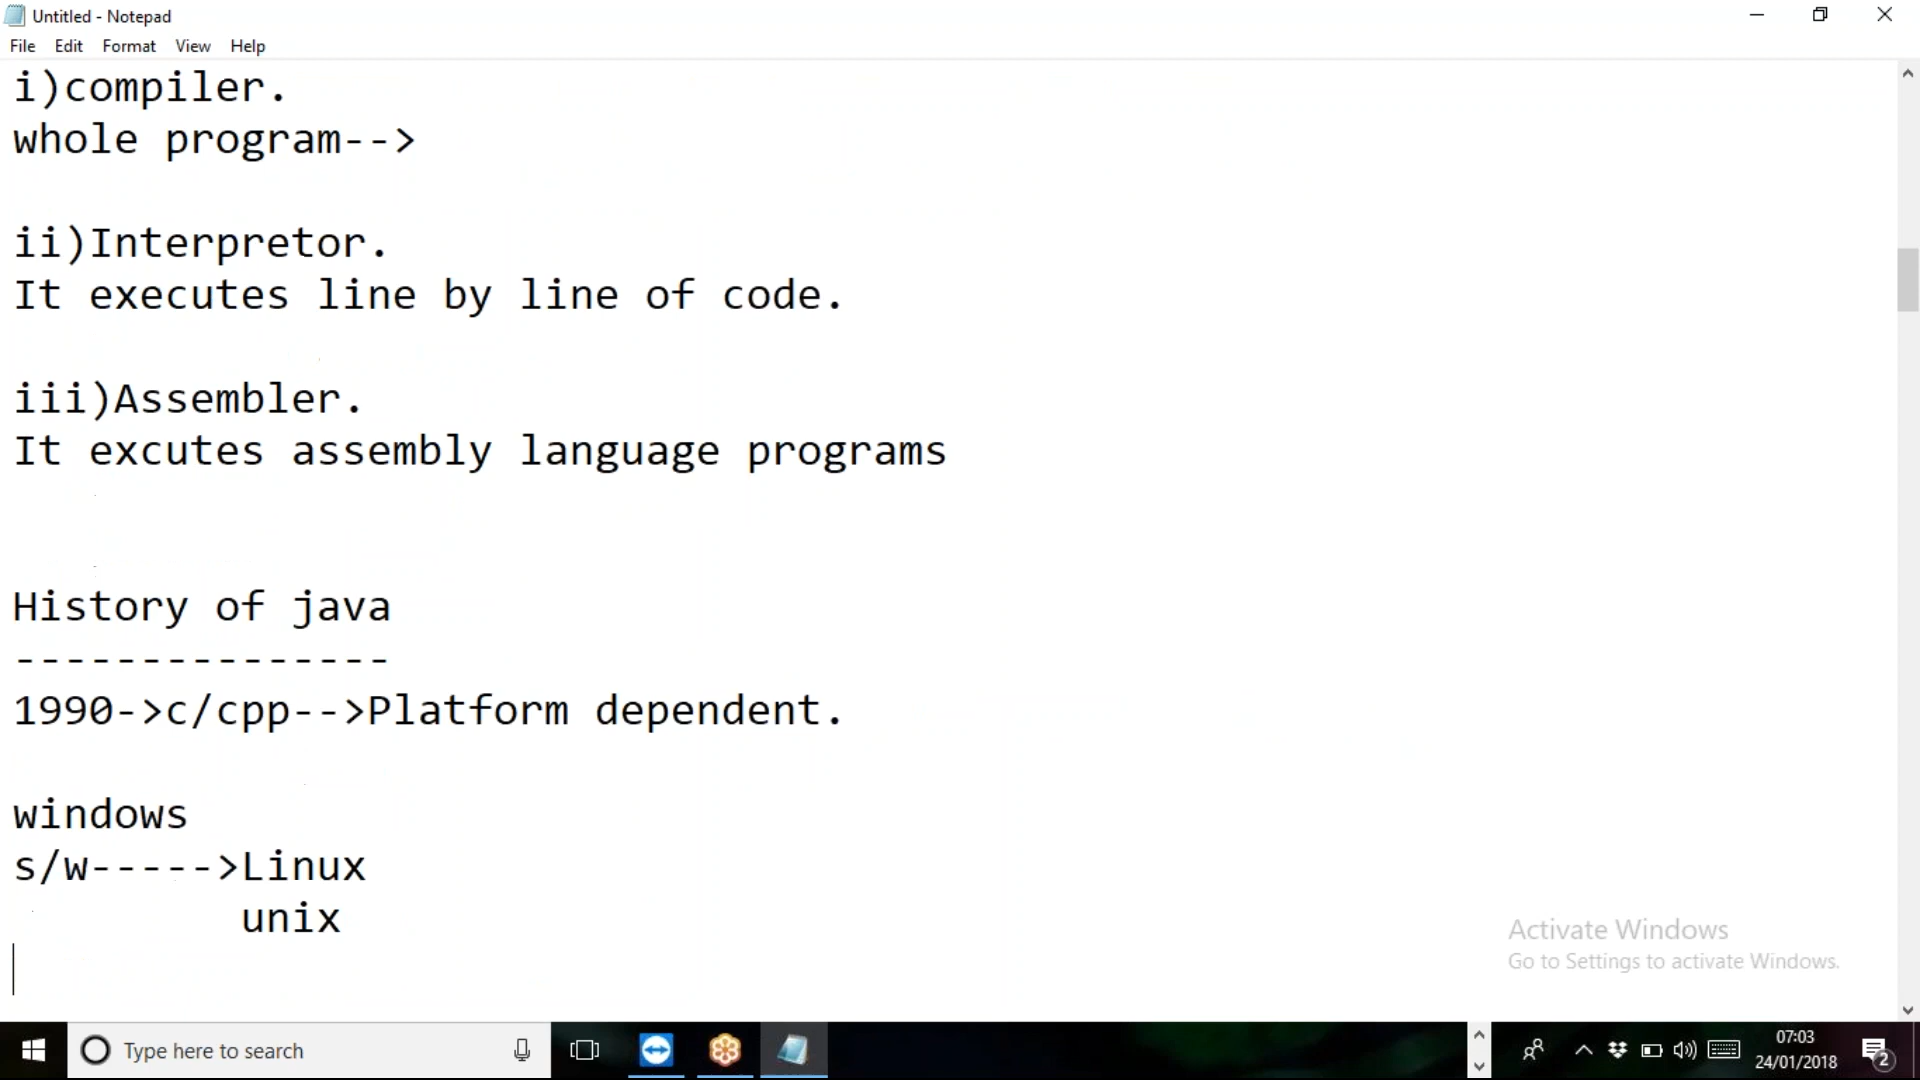 Untitled - Notepad
File Edit Format View Help
i)compiler.
whole program-->
ii)Interpretor.
It executes line by line of code.
iii)Assembler.
It excutes assembly language programs
History of java
---------------
1990->c/cpp-->Platform dependent.
windows
s/w----->Linux
unix
Activate Windows
Go to Settings to activate Windows.
Type here to search
07:03
24/01/2018
2